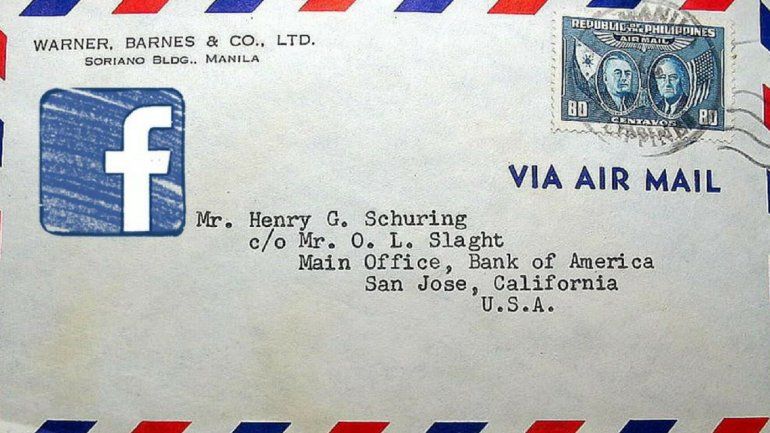 WARNER, BARNES & CO., LTD.
SORIANO BLDG., MANILA
REPUBLIC OF THE PHILIPPINES
AIR MAIL
80 80
CENTAVOS
VIA AIR MAIL
f
Mr. Henry G. Schuring
c/o Mr. O. L. Slaght
Main Office, Bank of America
San Jose, California
U.S.A.